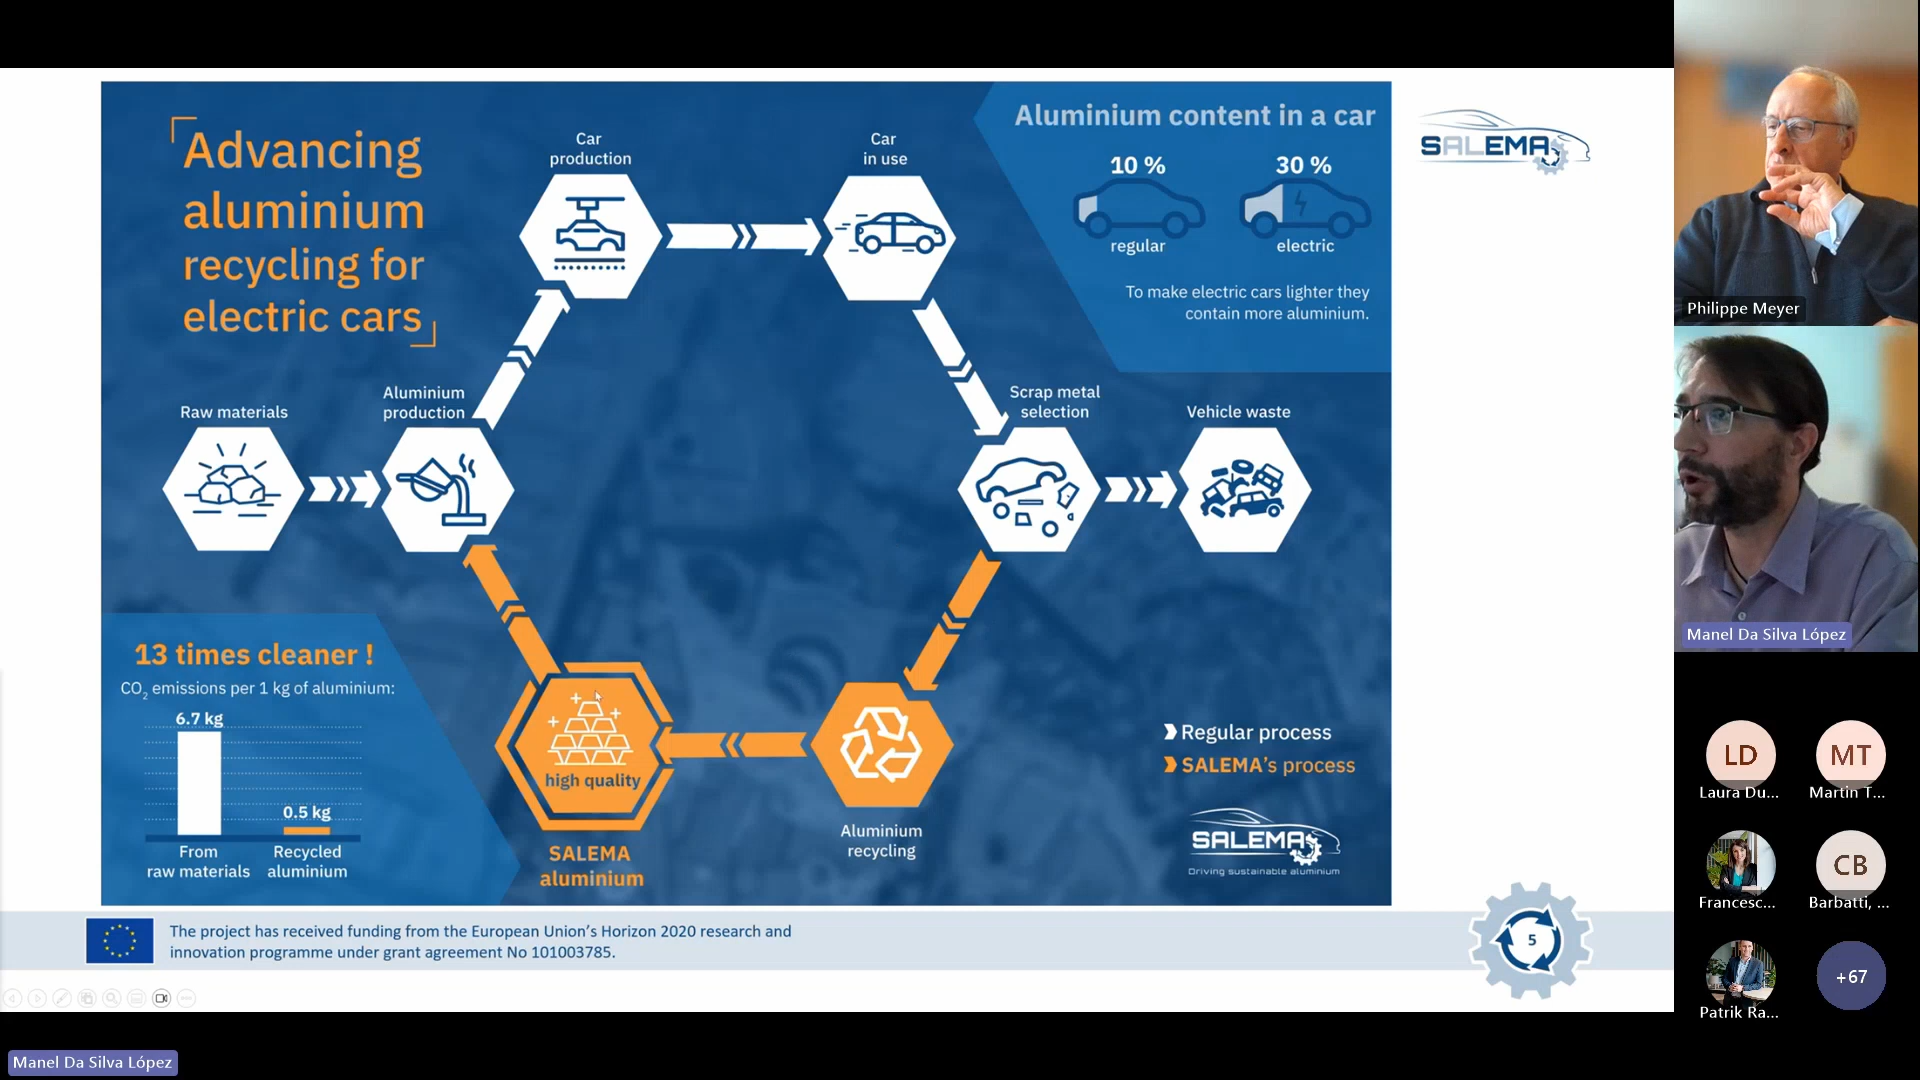 Advancing
aluminium
recycling for
electric cars
Car
production
Car
in use
Aluminium content in a car
10 %
30 %
regular
electric
To make electric cars lighter they
contain more aluminium.
SALEMA
Raw materials
Aluminium
production
Scrap metal
selection
Vehicle waste
13 times cleaner !
CO2 emissions per 1 kg of aluminium:
6.7 kg
0.5 kg
From
raw materials
Recycled
aluminium
high quality
SALEMA
aluminium
Aluminium
recycling
Regular process
SALEMA's process
SALEMA
Driving sustainable aluminium
The project has received funding from the European Union's Horizon 2020 research and
innovation programme under grant agreement No 101003785.
5
Manel Da Silva López
Philippe Meyer
Manel Da Silva López
LD
Laura Du...
MT
Martin T...
Francesc...
CB
Barbatti, ...
Patrik Ra...
+67